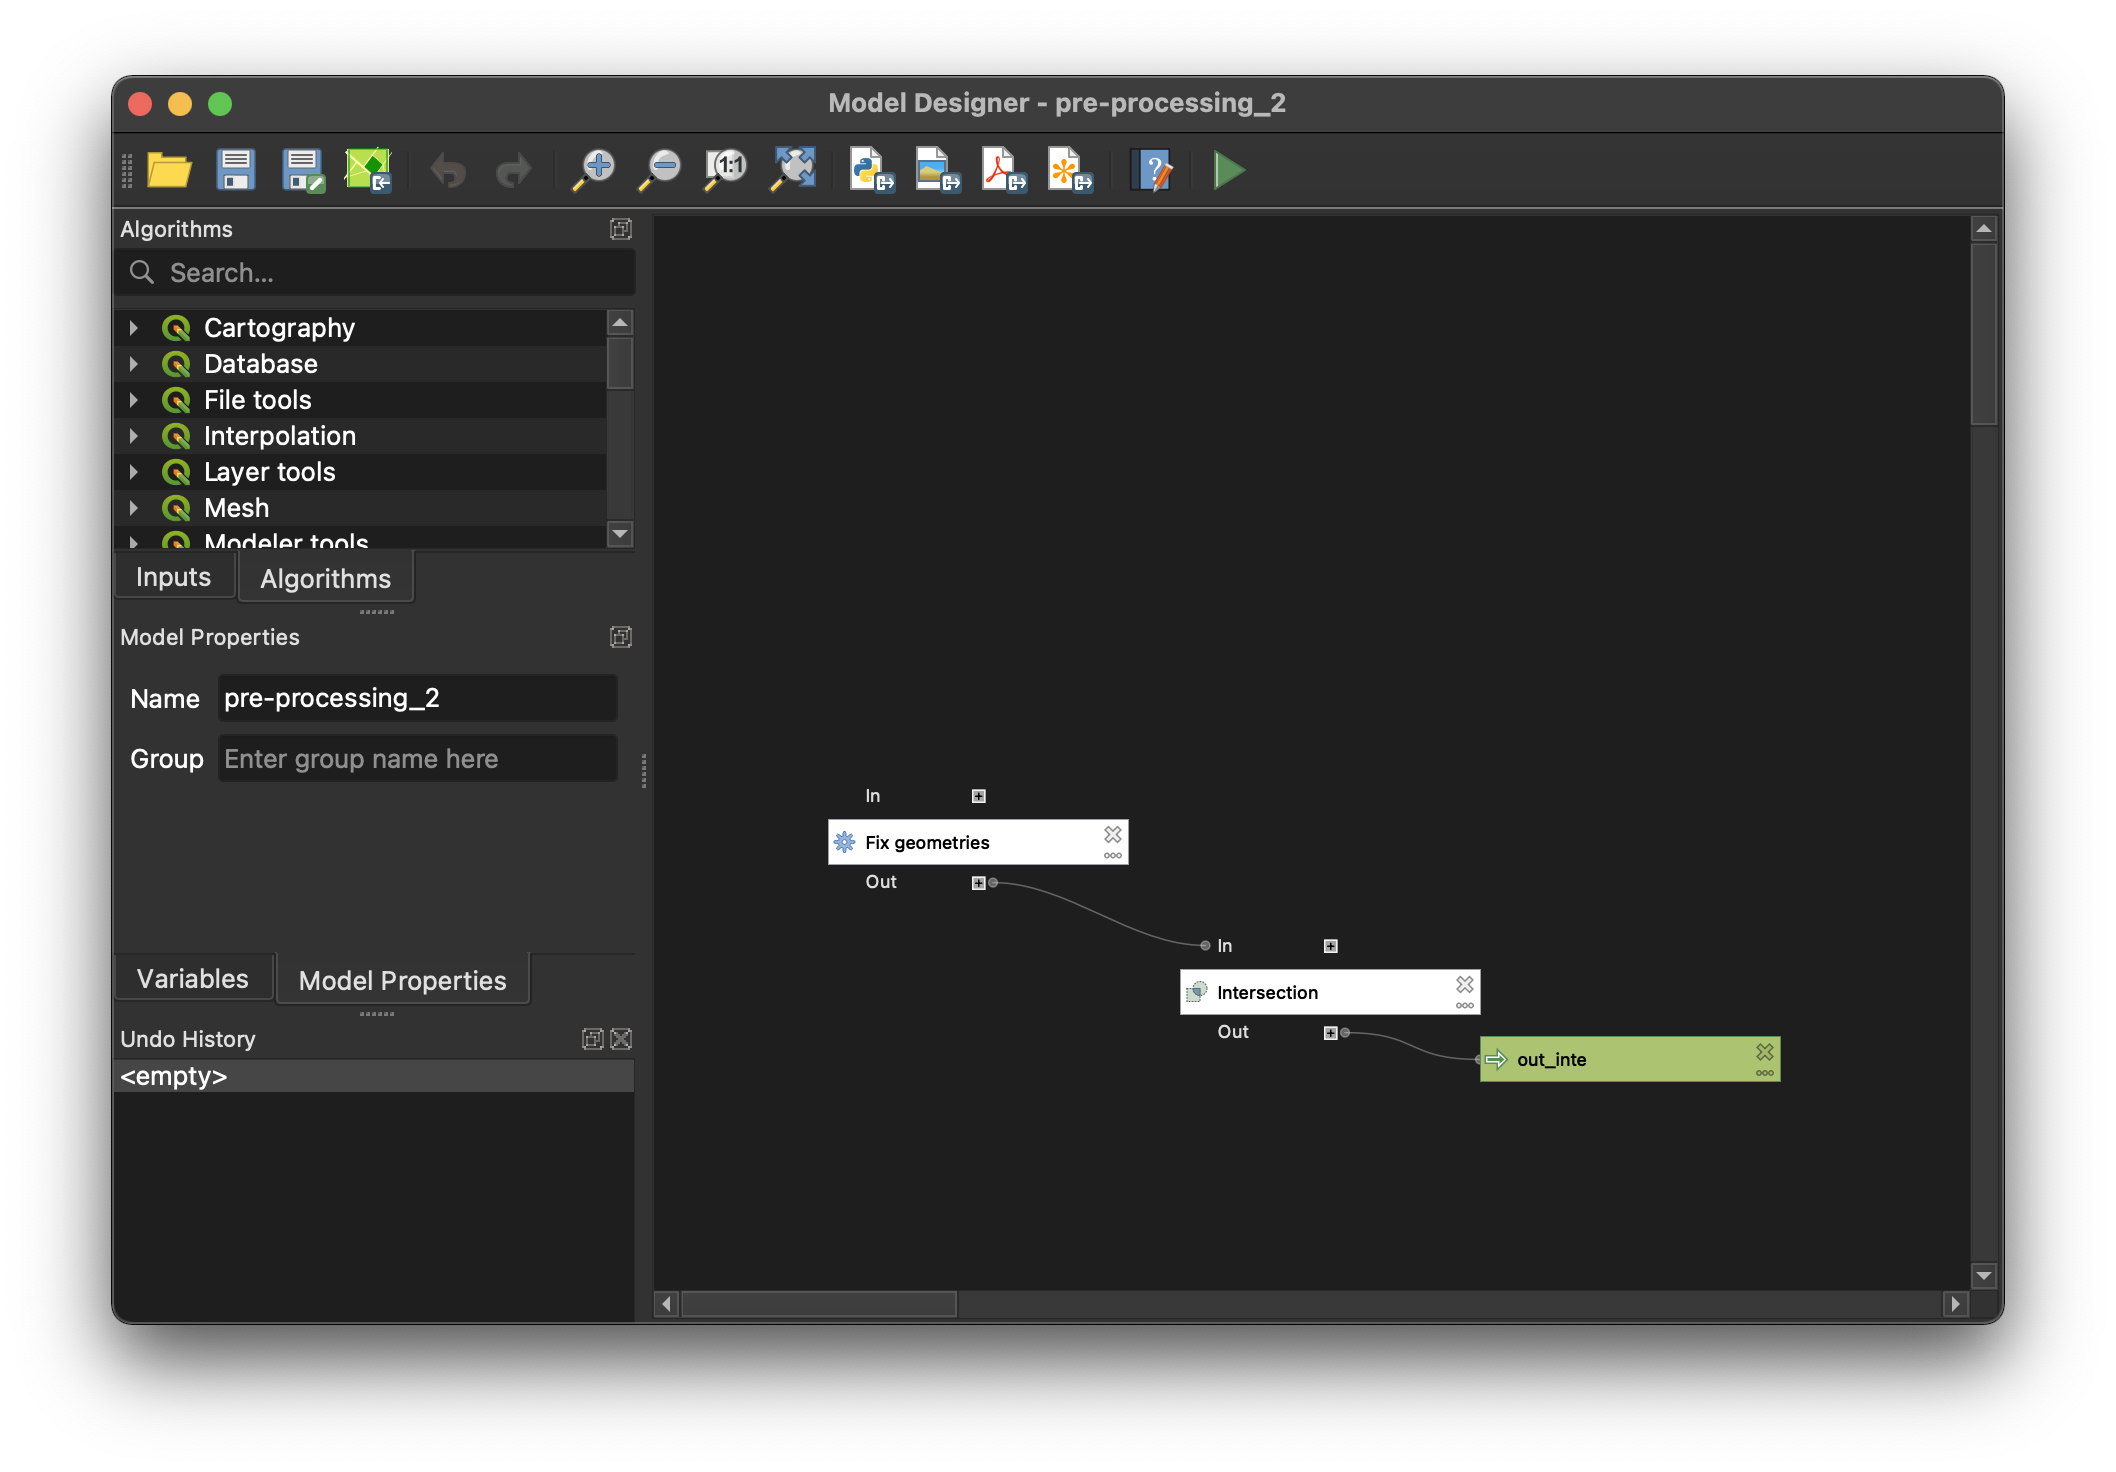 Model Designer - pre-processing_2
1:1
?
Algorithms
Search...
Cartography
Database
File tools
Interpolation
Layer tools
Mesh
Modeler tools
Inputs
Algorithms
Model Properties
Name
pre-processing_2
Group
Enter group name here
Variables
Model Properties
Undo History
<empty>
In
Fix geometries
Out
In
Intersection
Out
out_inte